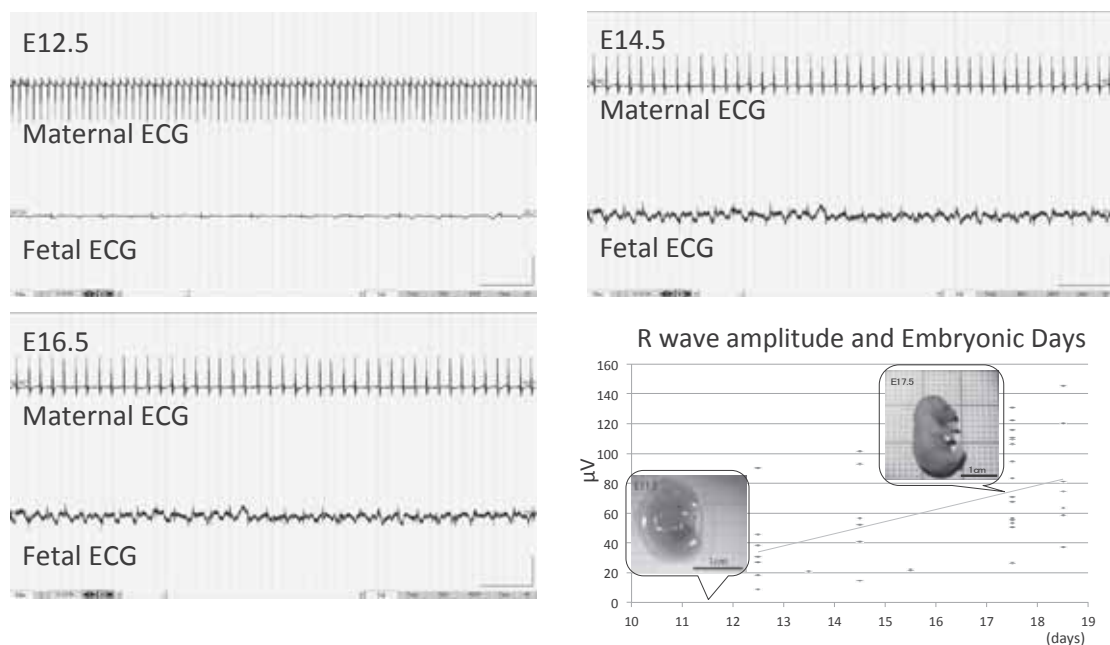 E12.5
Maternal ECG
Fetal ECG
E14.5
Maternal ECG
Fetal ECG
E16.5
Maternal ECG
Fetal ECG
R wave amplitude and Embryonic Days
160
140
120
100
80
60
40
20
0
µV
E17.5
1cm
1cm
10 11 12 13 14 15 16 17 18 19
(days)